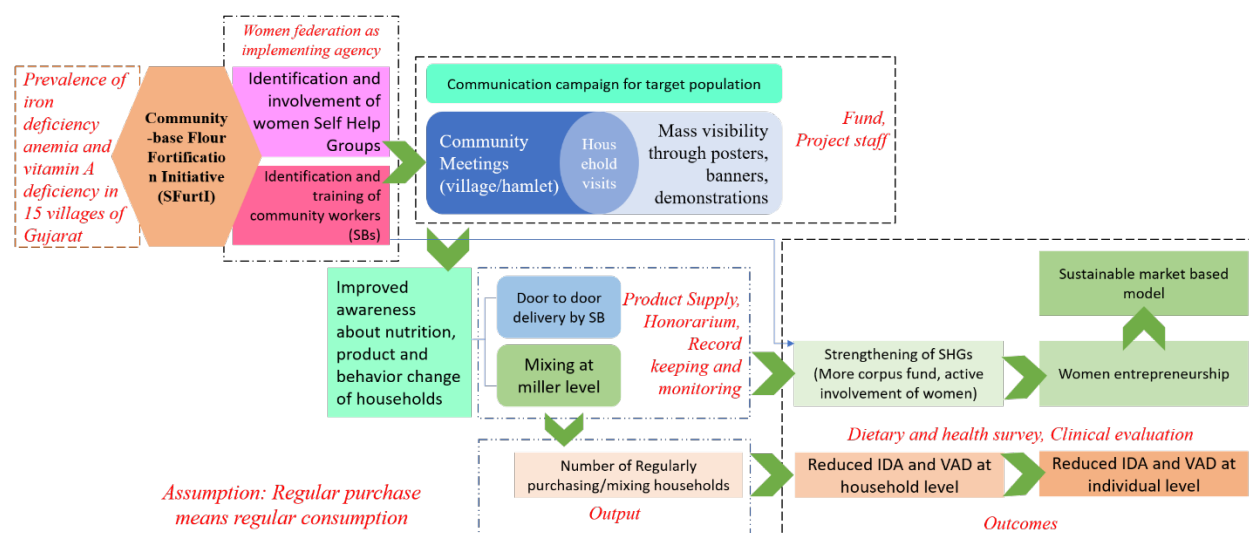 Prevalence of
iron
deficiency
anemia and
vitamin A
deficiency in
15 villages of
Gujarat
Community
-base Flour
Fortificatio
n Initiative
(SFurtI)
Women federation as
implementing agency
Identification and
involvement of
women Self Help
Groups
Identification and
training of
community workers
(SBs)
Communication campaign for target population
Community
Meetings
(village/hamlet)
Hous
ehold
visits
Mass visibility
through posters,
banners,
demonstrations
Fund,
Project staff
Improved
awareness
about nutrition,
product and
behavior change
of households
Door to door
delivery by SB
Mixing at
miller level
Product Supply,
Honorarium,
Record
keeping and
monitoring
Sustainable market based
model
Strengthening of SHGs
(More corpus fund, active
involvement of women)
Women entrepreneurship
Dietary and health survey, Clinical evaluation
Number of Regularly
purchasing/mixing households
Output
Reduced IDA and VAD at
household level
Reduced IDA and VAD at
individual level
Outcomes
Assumption: Regular purchase
means regular consumption